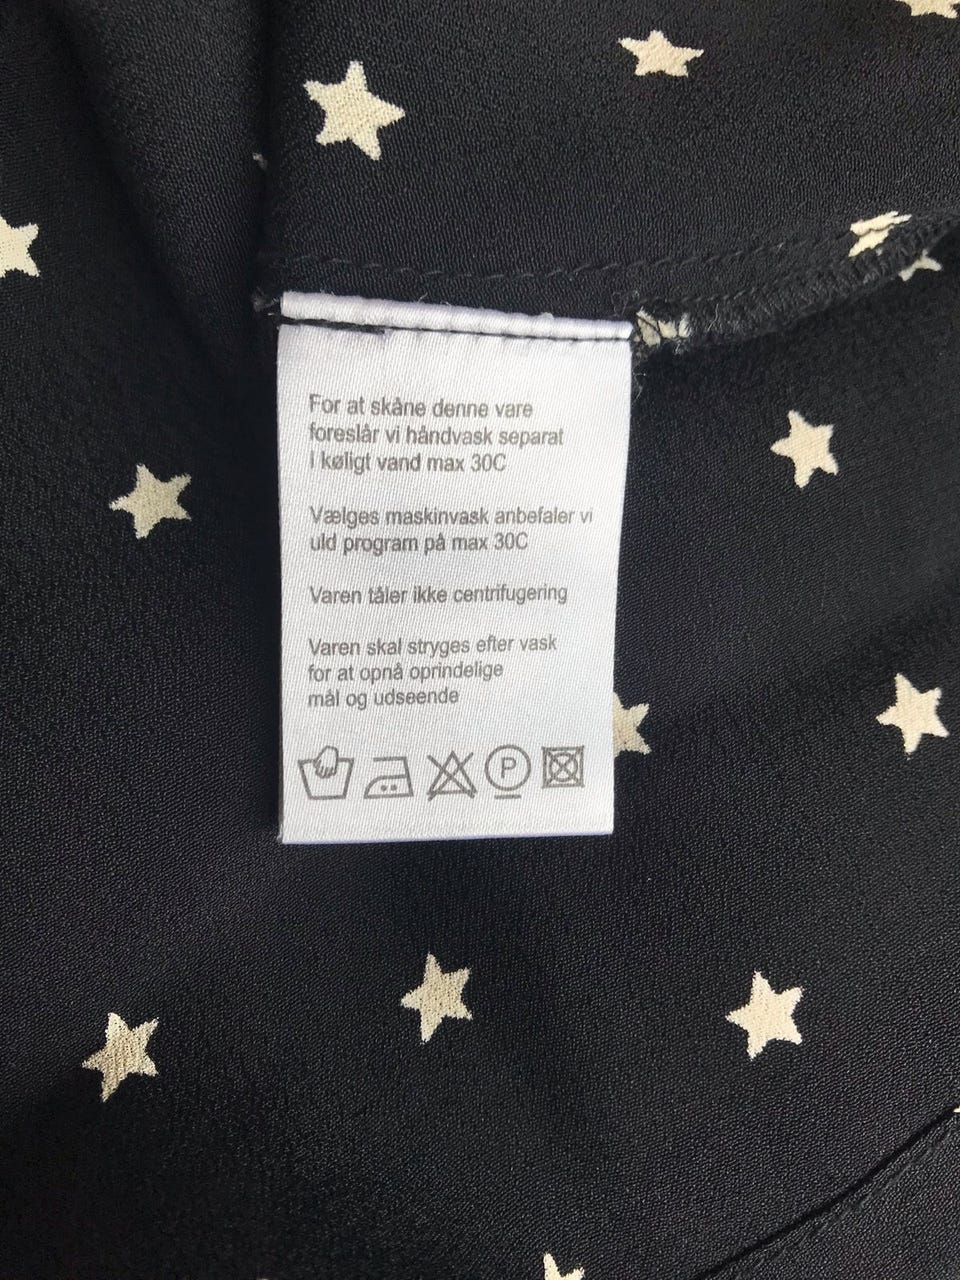 For at skåne denne vare
foreslår vi håndvask separat
I køligt vand max 30C
Vælges maskinvask anbefaler vi
uld program på max 30C
Varen tåler ikke centrifugering
Varen skal stryges efter vask
for at opnå oprindelige
mål og udseende
P